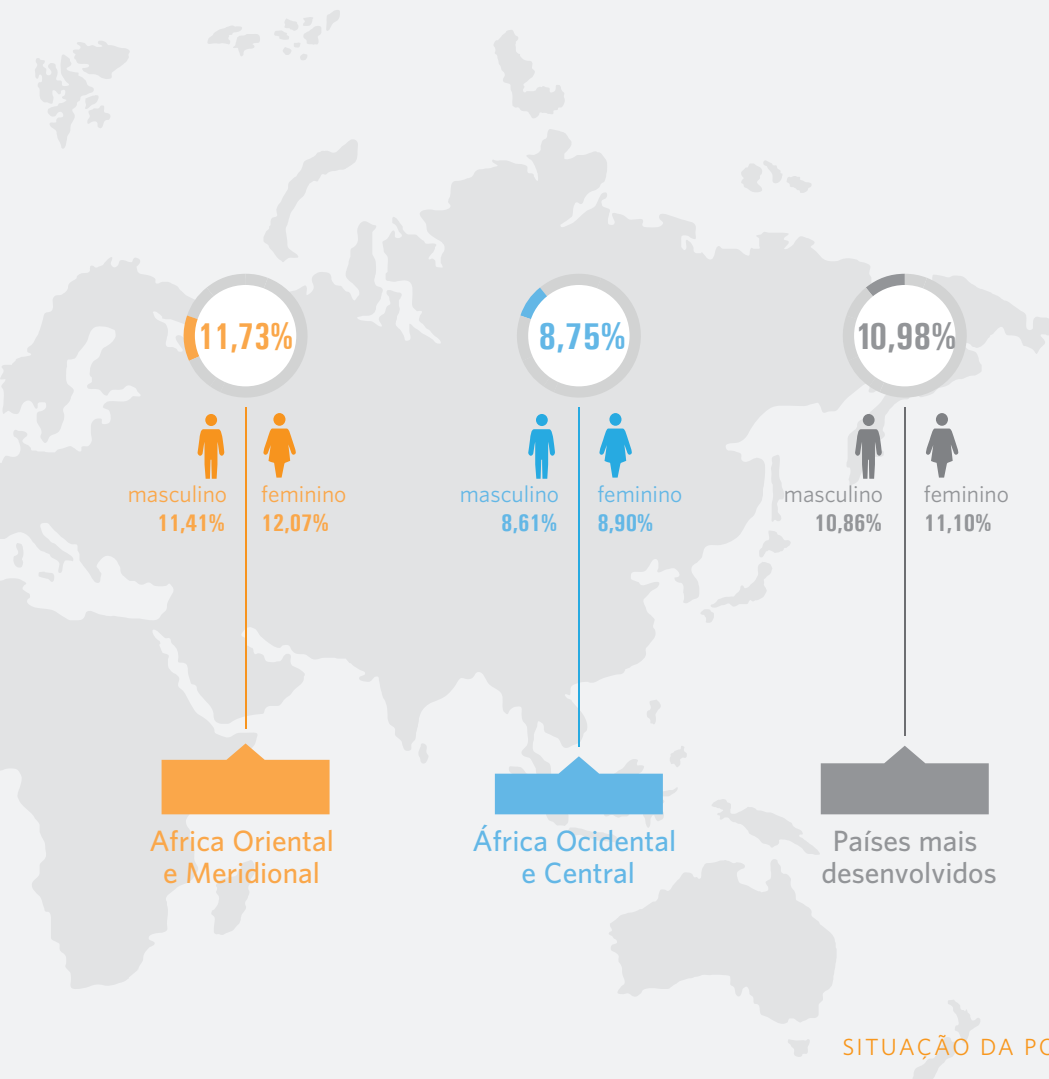 11,73%
masculino
11,41%
feminino
12,07%
Africa Oriental
e Meridional
8,75%
masculino
8,61%
feminino
8,90%
África Ocidental
e Central
10,98%
masculino
10,86%
feminino
11,10%
Países mais
desenvolvidos
SITUAÇÃO DA